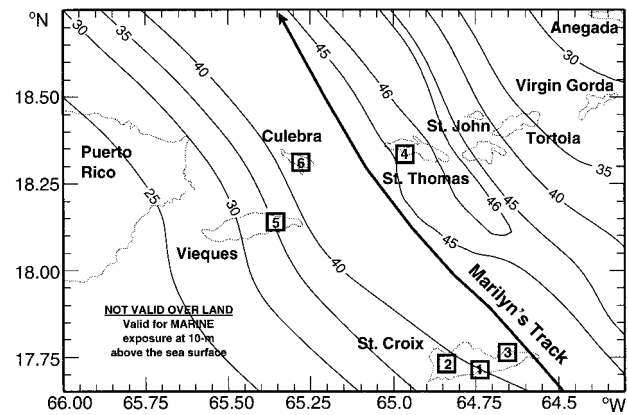 °N
30
35
40
45
46
Anegada
30
Virgin Gorda
18.50
Culebra
St. John
Tortola
6
4
Puerto
Rico
St. Thomas
35
18.25
46
45
40
25
30
35
5
Vieques
40
45
18.00
NOT VALID OVER LAND
Valid for MARINE
exposure at 10-m
above the sea surface
Marilyn's Track
St. Croix
17.75
2
1
3
66.00 65.75 65.50 65.25 65.0 64.75 64.50 °W